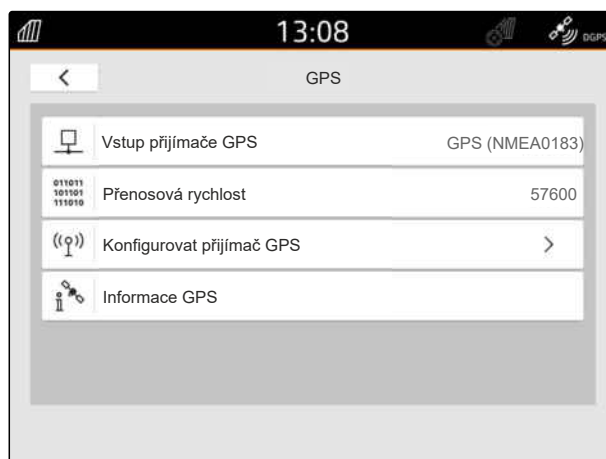 13:08
DGPS
GPS
Vstup přijímače GPS GPS (NMEA0183)
011011
101101
111010
Přenosová rychlost 57600
Konfigurovat přijímač GPS
Informace GPS